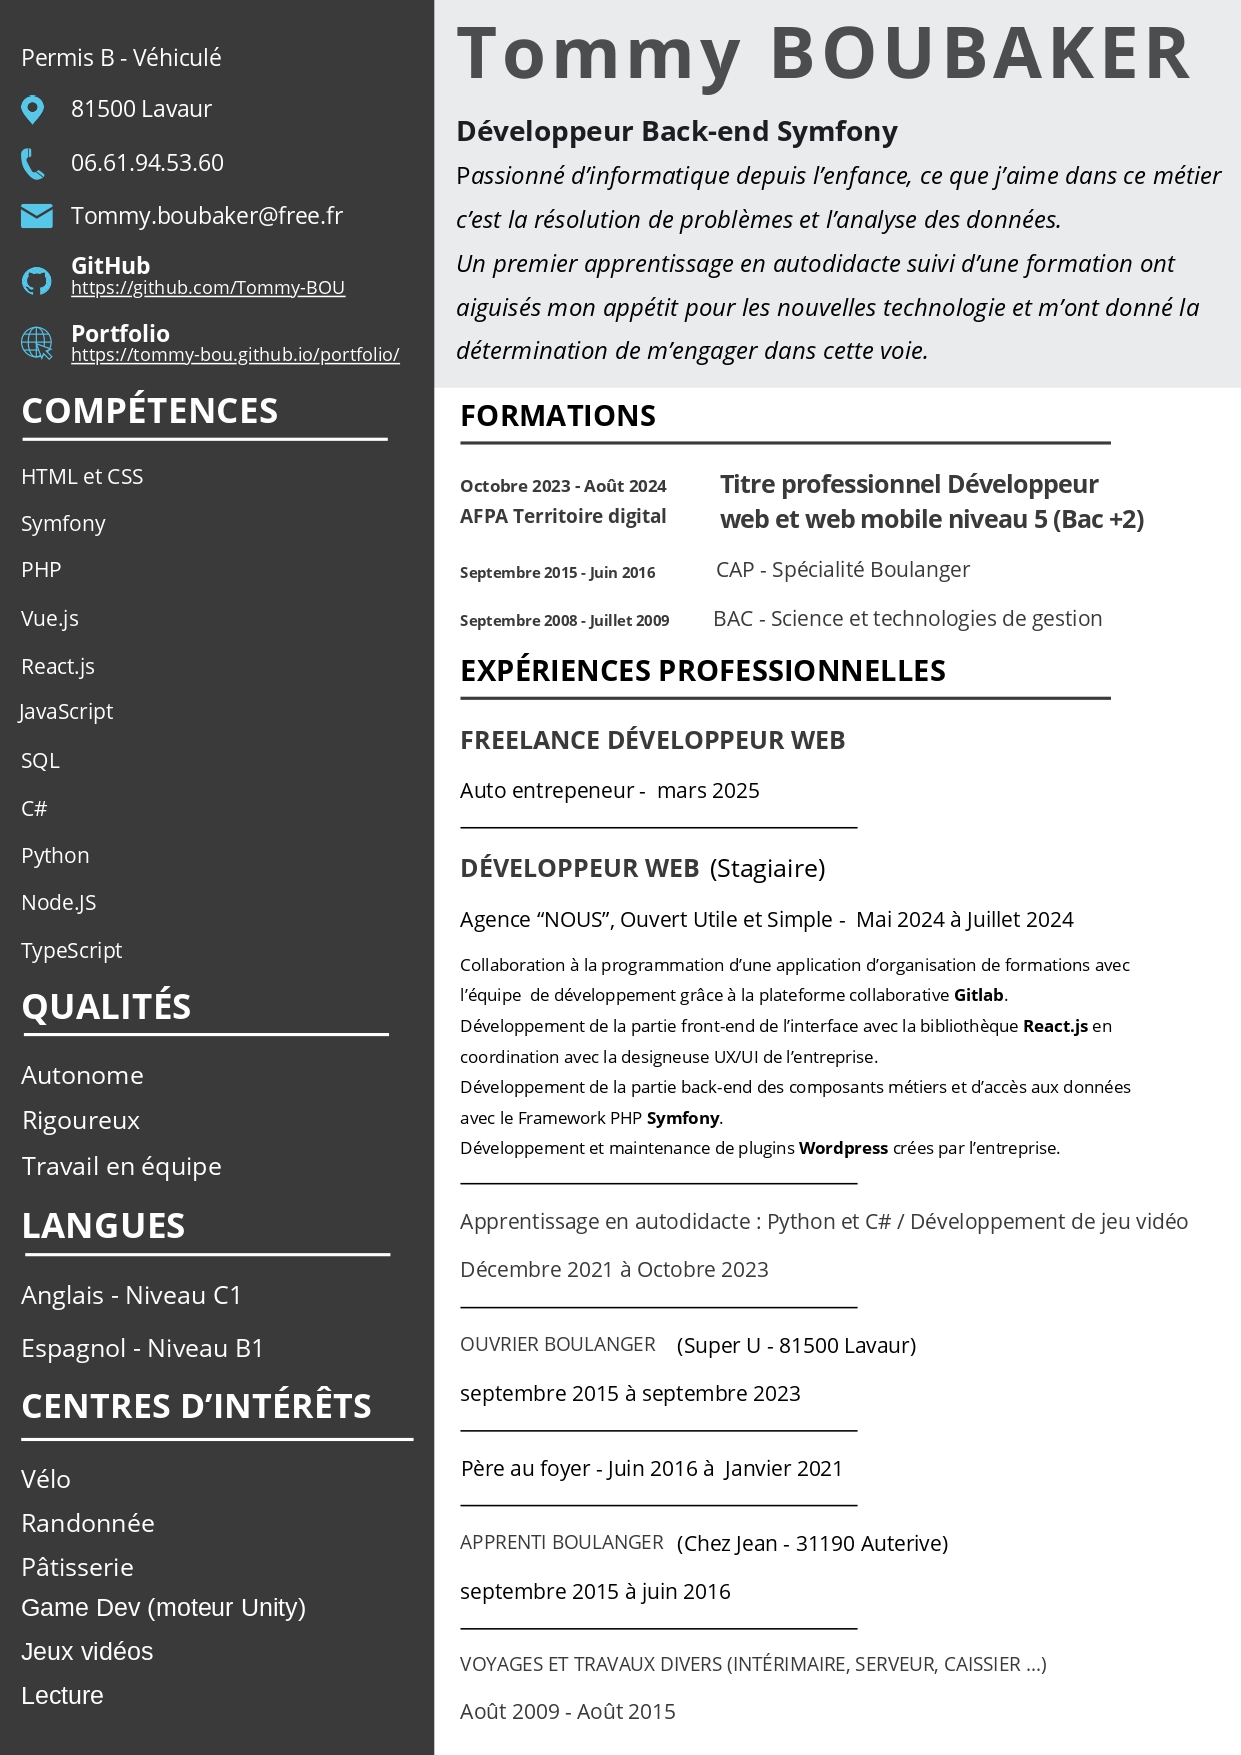 Permis B - Véhiculé
81500 Lavaur
06.61.94.53.60
Tommy.boubaker@free.fr
GitHub
https://github.com/Tommy-BOU
Portfolio
https://tommy-bou.github.io/portfolio/
COMPÉTENCES
HTML et CSS
Symfony
PHP
Vue.js
React.js
JavaScript
SQL
C#
Python
Node.JS
TypeScript
QUALITÉS
Autonome
Rigoureux
Travail en équipe
LANGUES
Anglais - Niveau C1
Espagnol - Niveau B1
CENTRES D’INTÉRÊTS
Vélo
Randonnée
Pâtisserie
Game Dev (moteur Unity)
Jeux vidéos
Lecture
Tommy BOUBAKER
Développeur Back-end Symfony
Passionné d’informatique depuis l’enfance, ce que j’aime dans ce métier
c’est la résolution de problèmes et l’analyse des données.
Un premier apprentissage en autodidacte suivi d’une formation ont
aiguisés mon appétit pour les nouvelles technologie et m’ont donné la
détermination de m’engager dans cette voie.
FORMATIONS
Octobre 2023 - Août 2024 Titre professionnel Développeur
AFPA Territoire digital web et web mobile niveau 5 (Bac +2)
Septembre 2015 - Juin 2016 CAP - Spécialité Boulanger
Septembre 2008 - Juillet 2009 BAC - Science et technologies de gestion
EXPÉRIENCES PROFESSIONNELLES
FREELANCE DÉVELOPPEUR WEB
Auto entrepeneur - mars 2025
DÉVELOPPEUR WEB (Stagiaire)
Agence “NOUS”, Ouvert Utile et Simple - Mai 2024 à Juillet 2024
Collaboration à la programmation d’une application d’organisation de formations avec
l’équipe de développement grâce à la plateforme collaborative Gitlab.
Développement de la partie front-end de l’interface avec la bibliothèque React.js en
coordination avec la designeuse UX/UI de l’entreprise.
Développement de la partie back-end des composants métiers et d’accès aux données
avec le Framework PHP Symfony.
Développement et maintenance de plugins Wordpress crées par l’entreprise.
Apprentissage en autodidacte : Python et C# / Développement de jeu vidéo
Décembre 2021 à Octobre 2023
OUVRIER BOULANGER (Super U - 81500 Lavaur)
septembre 2015 à septembre 2023
Père au foyer - Juin 2016 à Janvier 2021
APPRENTI BOULANGER (Chez Jean - 31190 Auterive)
septembre 2015 à juin 2016
VOYAGES ET TRAVAUX DIVERS (INTÉRIMAIRE, SERVEUR, CAISSIER ...)
Août 2009 - Août 2015